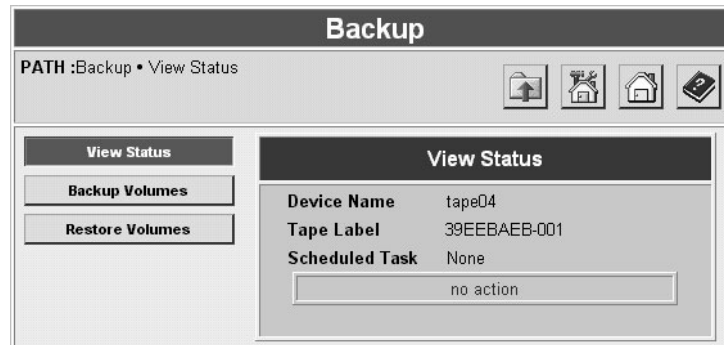 Backup
PATH :Backup • View Status
?
View Status
Backup Volumes
Restore Volumes
View Status
Device Name tape04
Tape Label 39EEBAEB-001
Scheduled Task None
no action